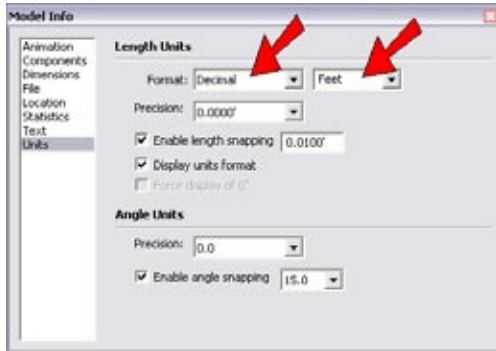 Model Info
Animation
Components
Dimensions
File
Location
Statistics
Text
Units
Length Units
Format: Decimal Feet
Precision: 0.0000'
Enable length snapping 0.0100'
Display units format
Force display of 0"
Angle Units
Precision: 0.0
Enable angle snapping 15.0